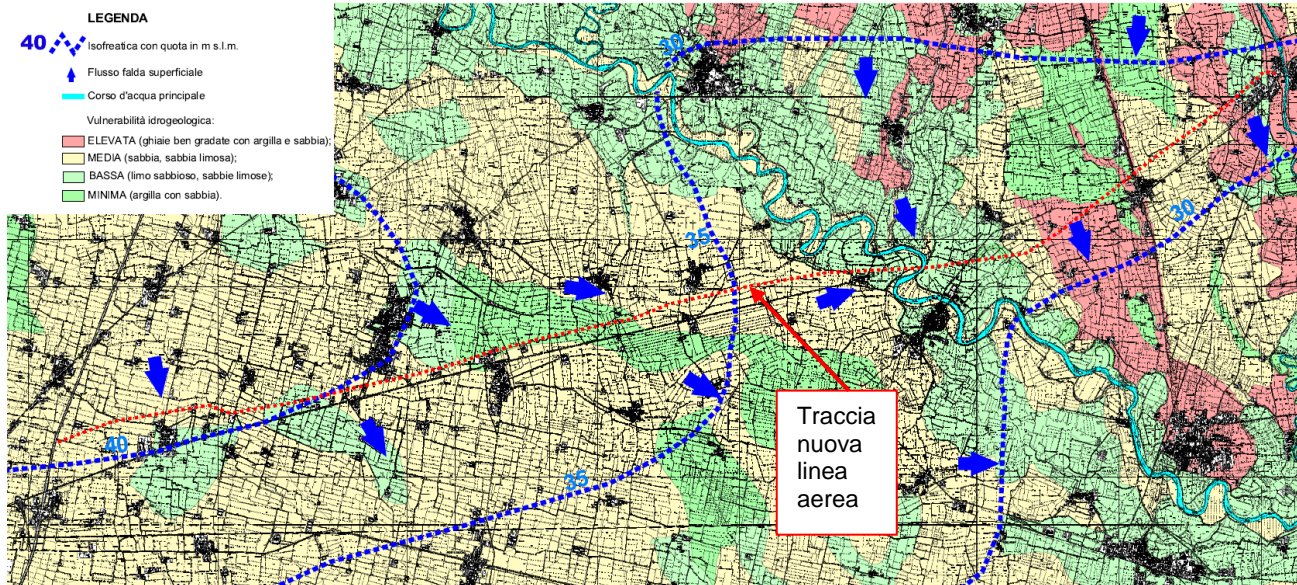 LEGENDA
40 Isofreatica con quota in m s.l.m.
Flusso falda superficiale
Corso d'acqua principale
Vulnerabilità idrogeologica:
ELEVATA (ghiaie ben gradate con argilla e sabbia);
MEDIA (sabbia, sabbia limosa);
BASSA (limo sabbioso, sabbie limose);
MINIMA (argilla con sabbia).
30
35
30
40
35
Traccia
nuova
linea
aerea